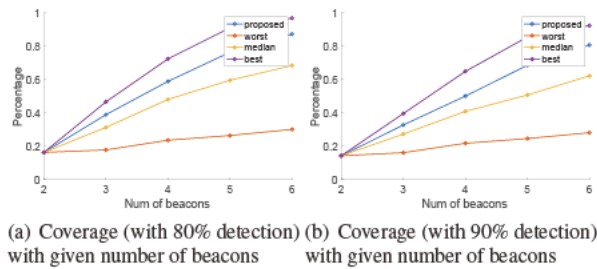 1
0.8
0.6
0.4
0.2
0
Percentage
2 3 4 5 6
Num of beacons
proposed
worst
median
best
1
0.8
0.6
0.4
0.2
0
Percentage
2 3 4 5 6
Num of beacons
proposed
worst
median
best
(a) Coverage (with 80% detection)
with given number of beacons
(b) Coverage (with 90% detection)
with given number of beacons